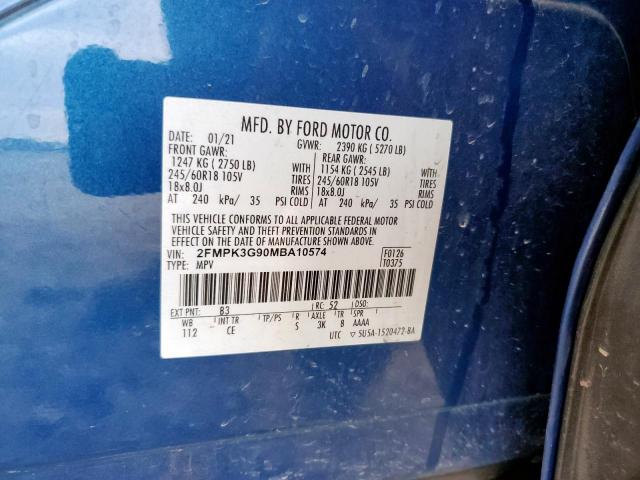 MFD. BY FORD MOTOR CO.
DATE: 01/21 GVWR: 2390 KG (5270 LB)
FRONT GAWR: REAR GAWR:
1247 KG (2750 LB) WITH 1154 KG (2545 LB) WITH
245/60R18 105V TIRES 245/60R18 105V TIRES
18x8.0J RIMS 18x8.0J RIMS
AT 240 kPa/ 35 PSI COLD AT 240 kPa/ 35 PSI COLD
THIS VEHICLE CONFORMS TO ALL APPLICABLE FEDERAL MOTOR
VEHICLE SAFETY AND THEFT PREVENTION STANDARDS IN
EFFECT ON THE DATE OF MANUFACTURE SHOWN ABOVE.
VIN: 2FMPK3G90MBA10574 F0126
TYPE: MPV T0375
EXT PNT: B3 RC: 52 DSO:
WB INT TR TP/PS R AXLE TR SPR
112 CE S 3K 8 AAAA
UTC ▽ 5U5A-1520472-BA